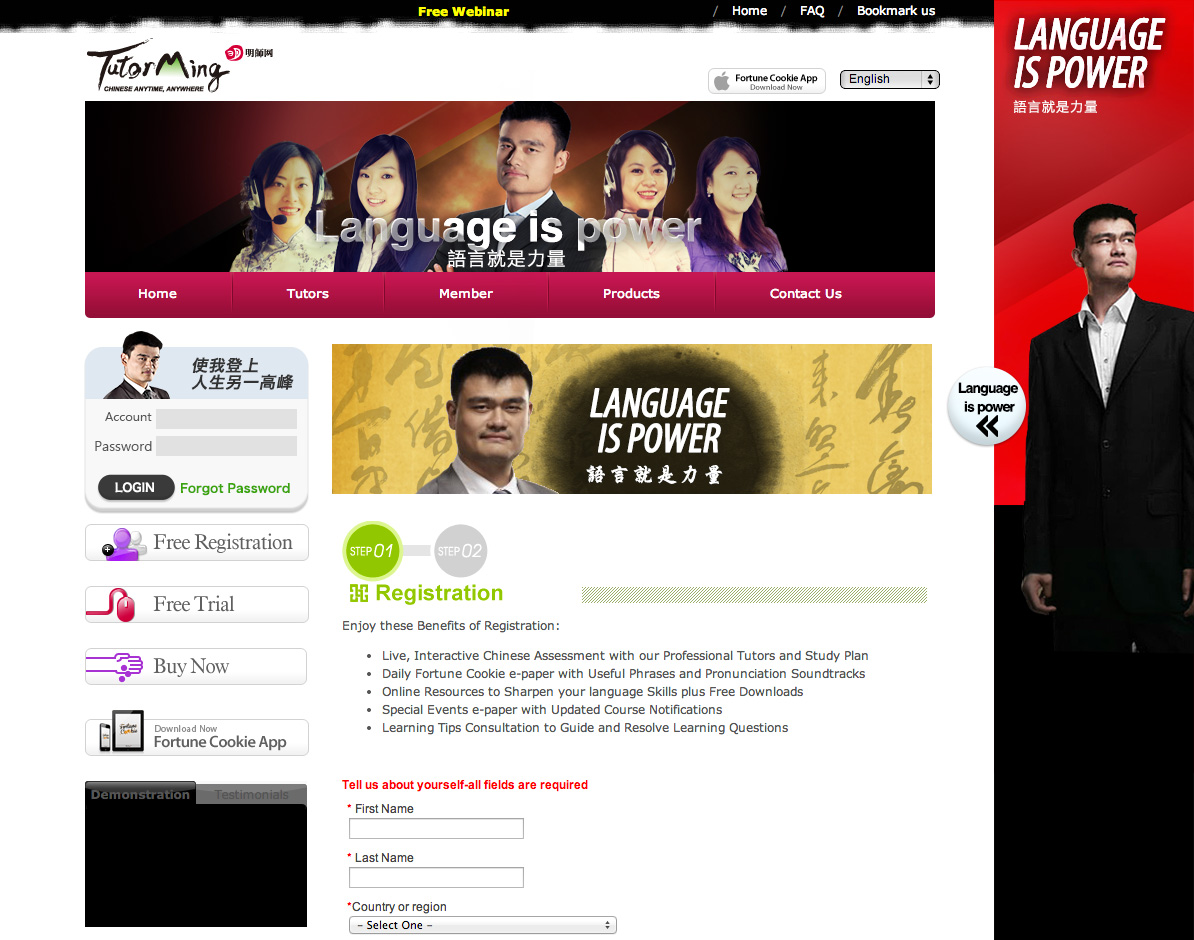 Free Webinar
/ Home / FAQ / Bookmark us
TutorMing 明師网
CHINESE ANYTIME, ANYWHERE
Fortune Cookie App
Download Now
English
LANGUAGE
IS POWER
語言就是力量
Language is power
語言就是力量
Home Tutors Member Products Contact Us
使我登上
人生另一高峰
Account
Password
LOGIN Forgot Password
Free Registration
Free Trial
Buy Now
Download Now
Fortune Cookie App
Demonstration Testimonials
LANGUAGE
IS POWER
語言就是力量
Language
is power
STEP 01 STEP 02
Registration
Enjoy these Benefits of Registration:
• Live, Interactive Chinese Assessment with our Professional Tutors and Study Plan
• Daily Fortune Cookie e-paper with Useful Phrases and Pronunciation Soundtracks
• Online Resources to Sharpen your language Skills plus Free Downloads
• Special Events e-paper with Updated Course Notifications
• Learning Tips Consultation to Guide and Resolve Learning Questions
Tell us about yourself-all fields are required
* First Name
* Last Name
*Country or region
– Select One –